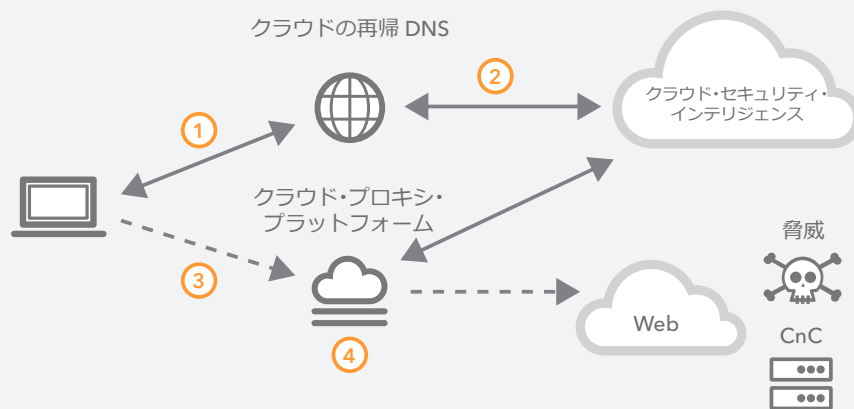 クラウドの再帰 DNS
2
クラウド・セキュリティ・
インテリジェンス
1
クラウド・プロキシ・
プラットフォーム
脅威
3
Web
CnC
4